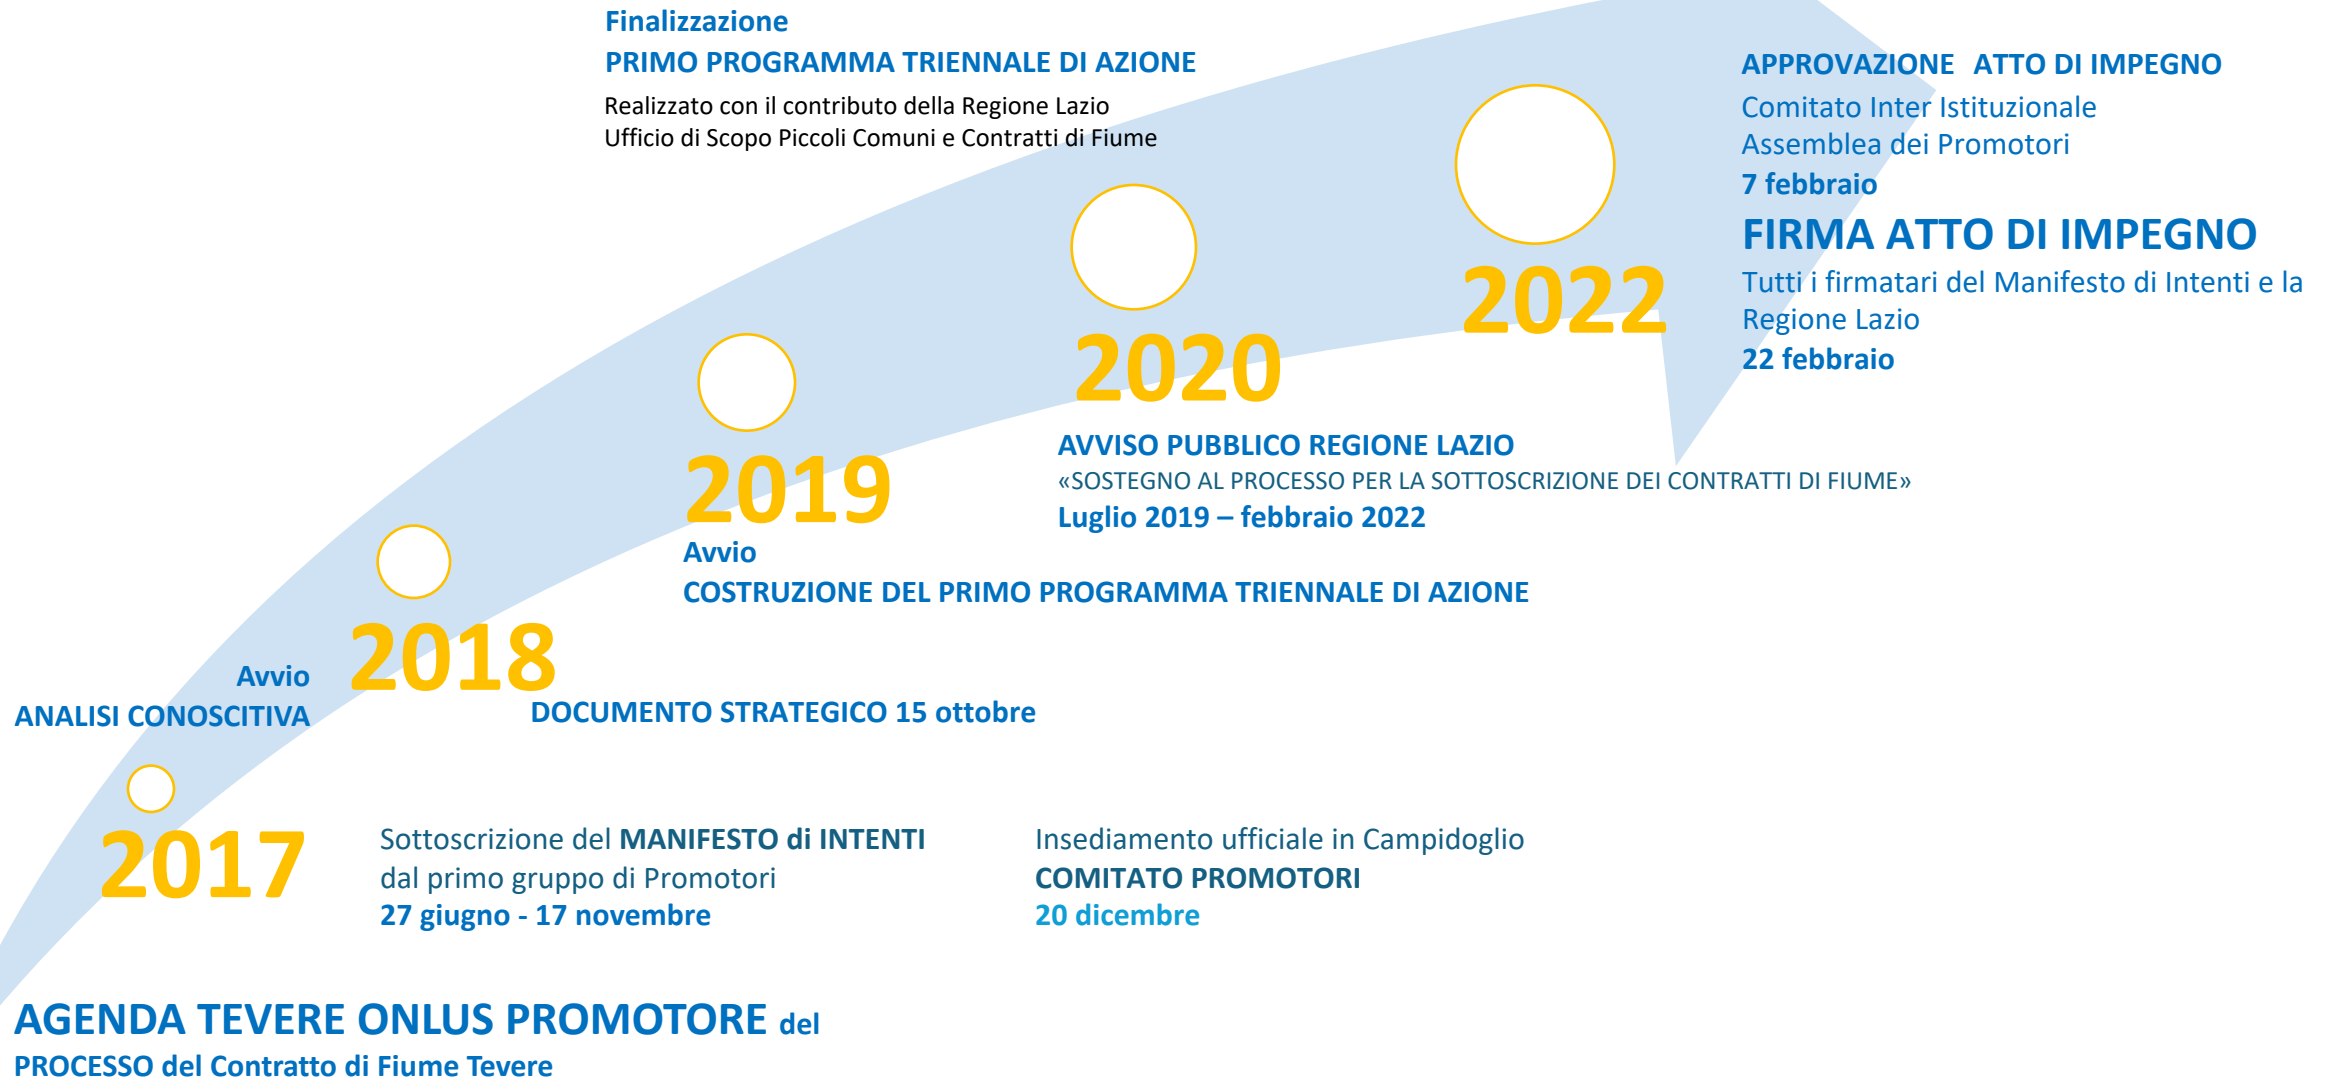 Finalizzazione
PRIMO PROGRAMMA TRIENNALE DI AZIONE
Realizzato con il contributo della Regione Lazio
Ufficio di Scopo Piccoli Comuni e Contratti di Fiume
APPROVAZIONE ATTO DI IMPEGNO
Comitato Inter Istituzionale
Assemblea dei Promotori
7 febbraio
FIRMA ATTO DI IMPEGNO
Tutti i firmatari del Manifesto di Intenti e la
Regione Lazio
22 febbraio
2022
2020
AVVISO PUBBLICO REGIONE LAZIO
«SOSTEGNO AL PROCESSO PER LA SOTTOSCRIZIONE DEI CONTRATTI DI FIUME»
Luglio 2019 – febbraio 2022
2019
Avvio
COSTRUZIONE DEL PRIMO PROGRAMMA TRIENNALE DI AZIONE
2018
Avvio
ANALISI CONOSCITIVA
DOCUMENTO STRATEGICO 15 ottobre
2017
Sottoscrizione del MANIFESTO di INTENTI
dal primo gruppo di Promotori
27 giugno - 17 novembre
Insediamento ufficiale in Campidoglio
COMITATO PROMOTORI
20 dicembre
AGENDA TEVERE ONLUS PROMOTORE del
PROCESSO del Contratto di Fiume Tevere